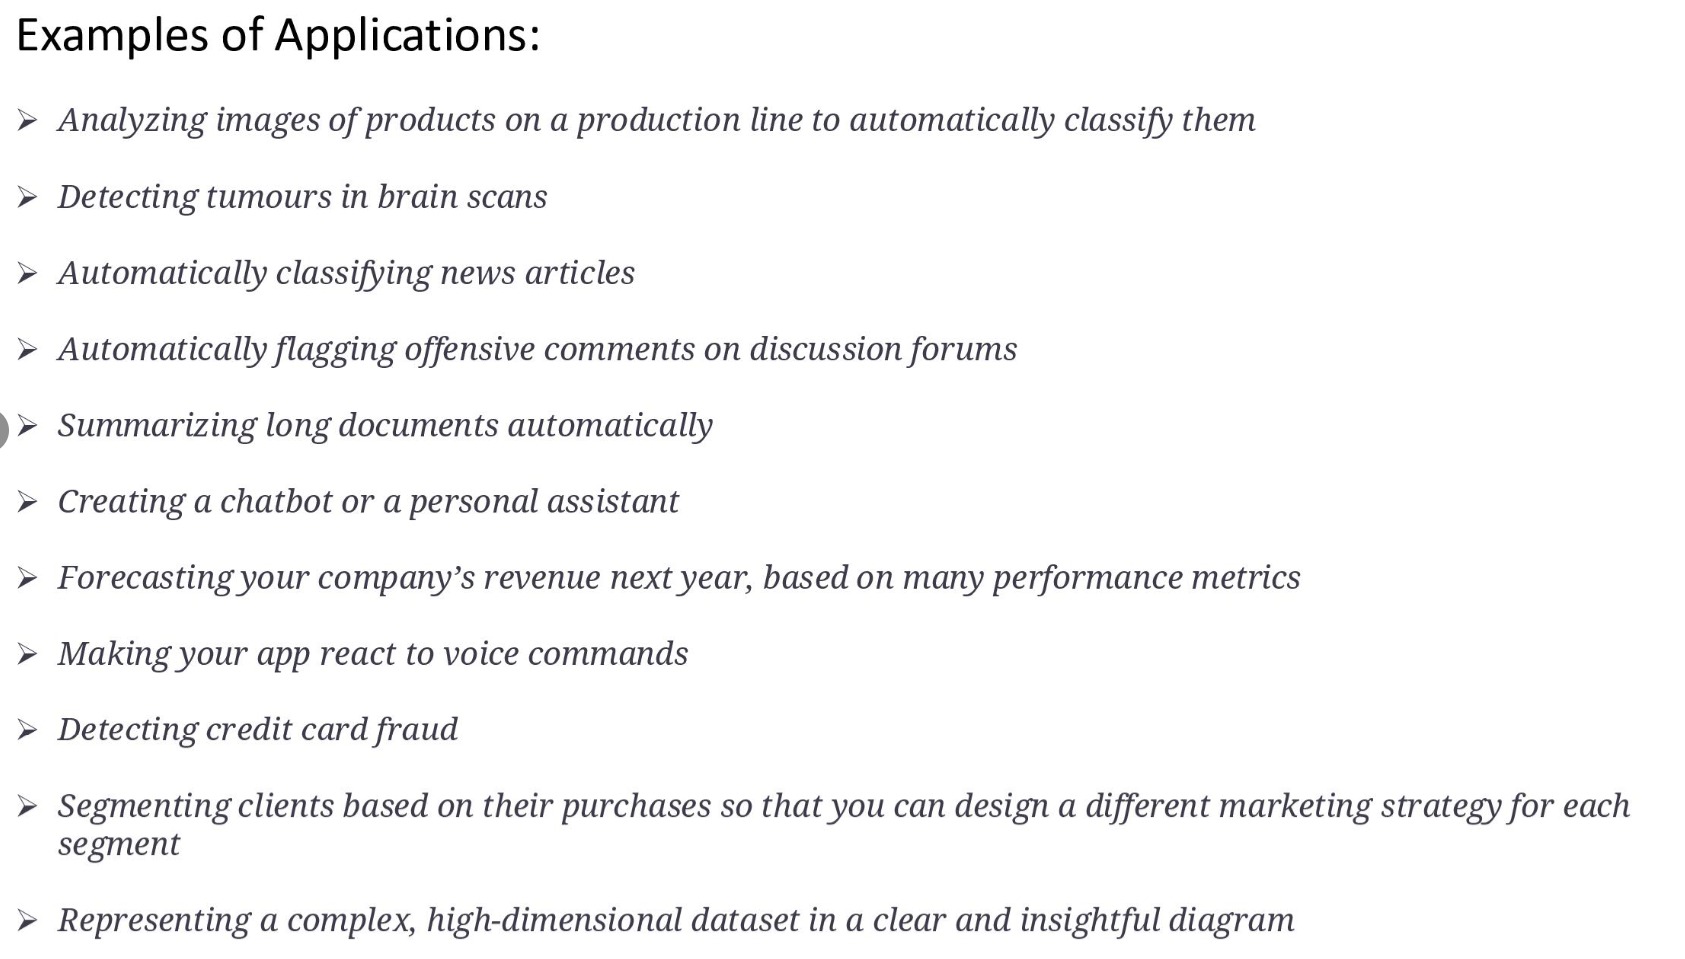 Examples of Applications:
➢ Analyzing images of products on a production line to automatically classify them
➢ Detecting tumours in brain scans
➢ Automatically classifying news articles
➢ Automatically flagging offensive comments on discussion forums
➢ Summarizing long documents automatically
➢ Creating a chatbot or a personal assistant
➢ Forecasting your company’s revenue next year, based on many performance metrics
➢ Making your app react to voice commands
➢ Detecting credit card fraud
➢ Segmenting clients based on their purchases so that you can design a different marketing strategy for each
segment
➢ Representing a complex, high-dimensional dataset in a clear and insightful diagram